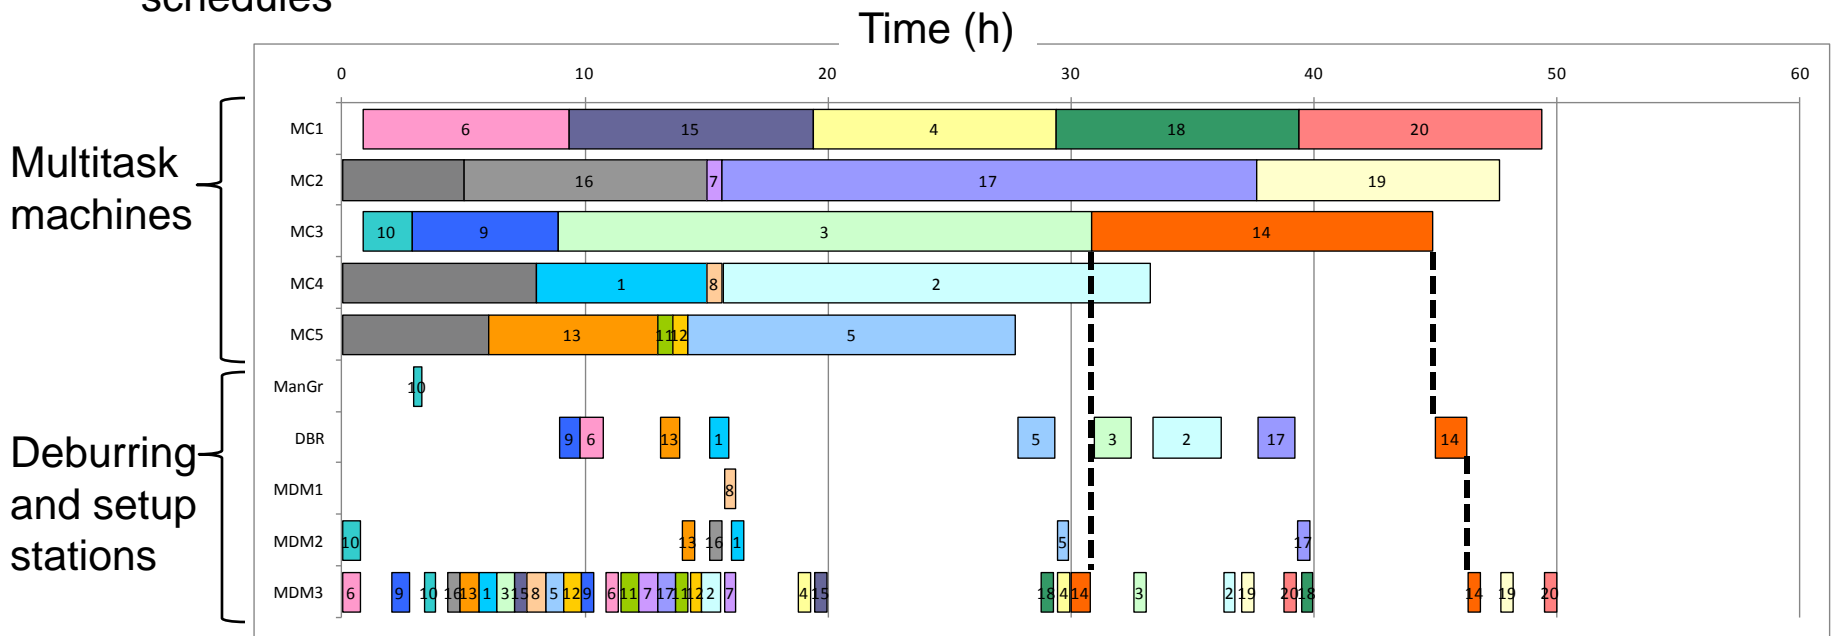 schedules
Time (h)
0 10 20 30 40 50 60
Multitask
machines
MC1 6 15 4 18 20
MC2 16 7 17 19
MC3 10 9 3 14
MC4 1 8 2
MC5 13 11 12 5
Deburring
and setup
stations
ManGr 10
DBR 9 6 13 1 5 3 2 17 14
MDM1 8
MDM2 10 13 16 1 5 17
MDM3 6 9 10 16 13 1 3 15 8 5 12 9 6 11 7 17 11 12 2 7 4 15 18 4 14 3 2 19 20 18 14 19 20